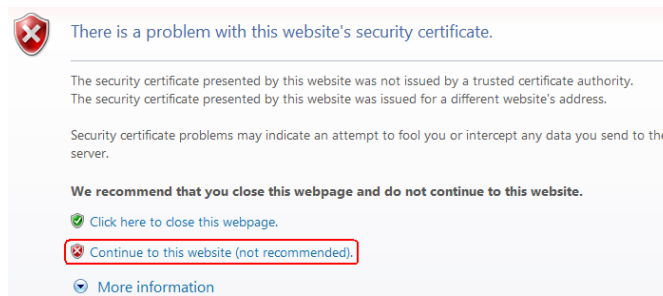 There is a problem with this website's security certificate.
The security certificate presented by this website was not issued by a trusted certificate authority.
The security certificate presented by this website was issued for a different website's address.
Security certificate problems may indicate an attempt to fool you or intercept any data you send to the
server.
We recommend that you close this webpage and do not continue to this website.
Click here to close this webpage.
Continue to this website (not recommended).
More information